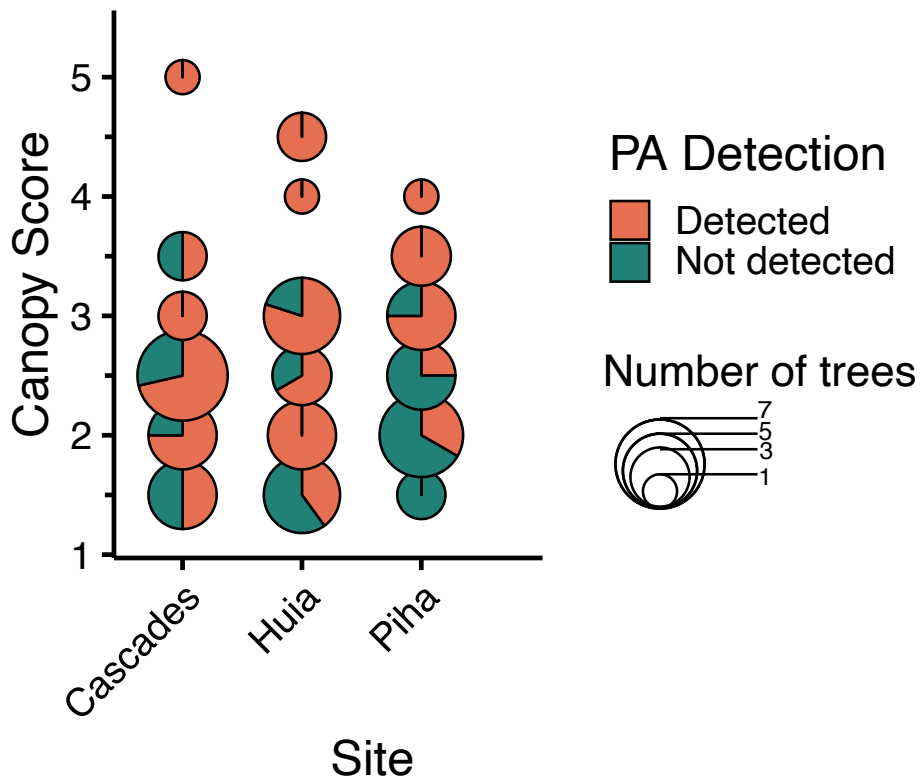 Canopy Score
5
4
3
2
1
Cascades
Huia
Piha
Site
PA Detection
Detected
Not detected
Number of trees
7
5
3
1